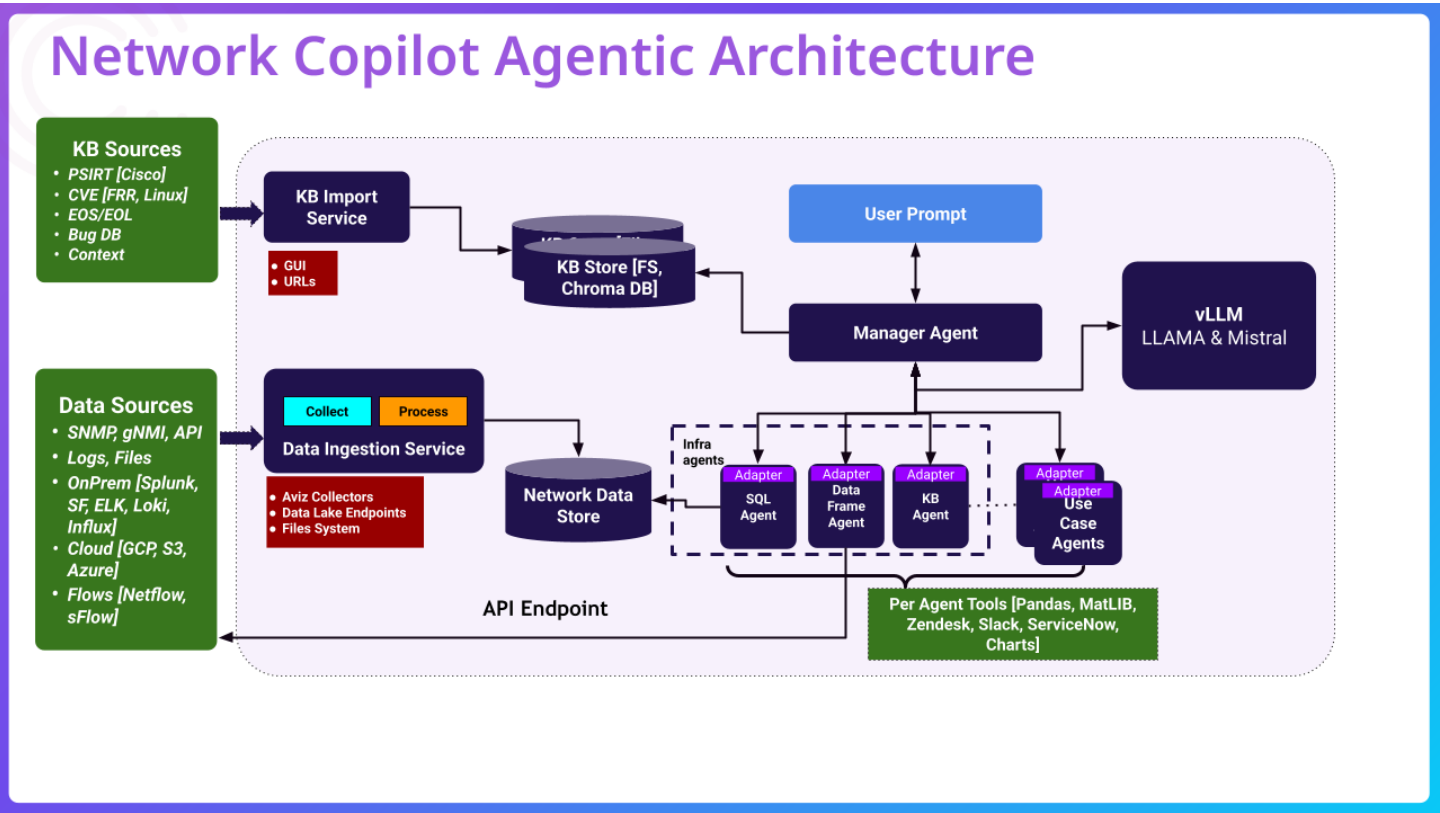 Network Copilot Agentic Architecture
KB Sources
• PSIRT [Cisco]
• CVE [FRR, Linux]
• EOS/EOL
• Bug DB
• Context
KB Import
Service
● GUI
● URLs
KB Store [FS,
Chroma DB]
User Prompt
Manager Agent
vLLM
LLAMA & Mistral
Data Sources
• SNMP, gNMI, API
• Logs, Files
• OnPrem [Splunk,
SF, ELK, Loki,
Influx]
• Cloud [GCP, S3,
Azure]
• Flows [Netflow,
sFlow]
Collect
Process
Data Ingestion Service
● Aviz Collectors
● Data Lake Endpoints
● Files System
Network Data
Store
Infra
agents
Adapter
SQL
Agent
Adapter
Data
Frame
Agent
Adapter
KB
Agent
Adapter
Adapter
Use
Case
Agents
API Endpoint
Per Agent Tools [Pandas, MatLIB,
Zendesk, Slack, ServiceNow,
Charts]